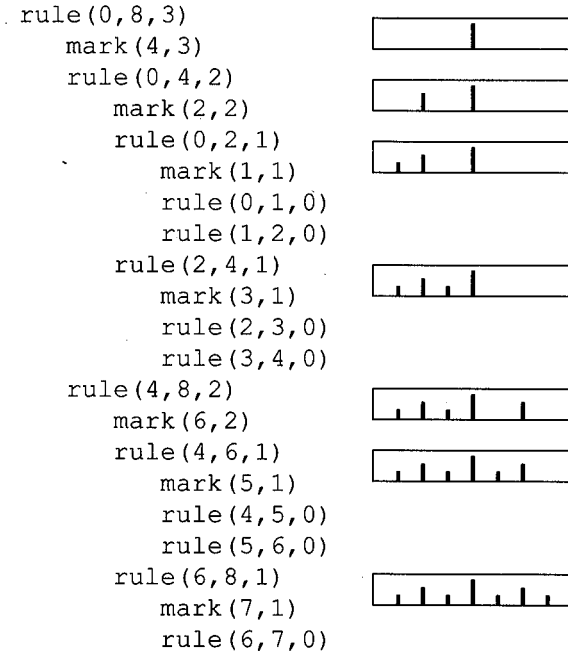 rule(0,8,3)
mark(4,3)
rule(0,4,2)
mark(2,2)
rule(0,2,1)
mark(1,1)
rule(0,1,0)
rule(1,2,0)
rule(2,4,1)
mark(3,1)
rule(2,3,0)
rule(3,4,0)
rule(4,8,2)
mark(6,2)
rule(4,6,1)
mark(5,1)
rule(4,5,0)
rule(5,6,0)
rule(6,8,1)
mark(7,1)
rule(6,7,0)